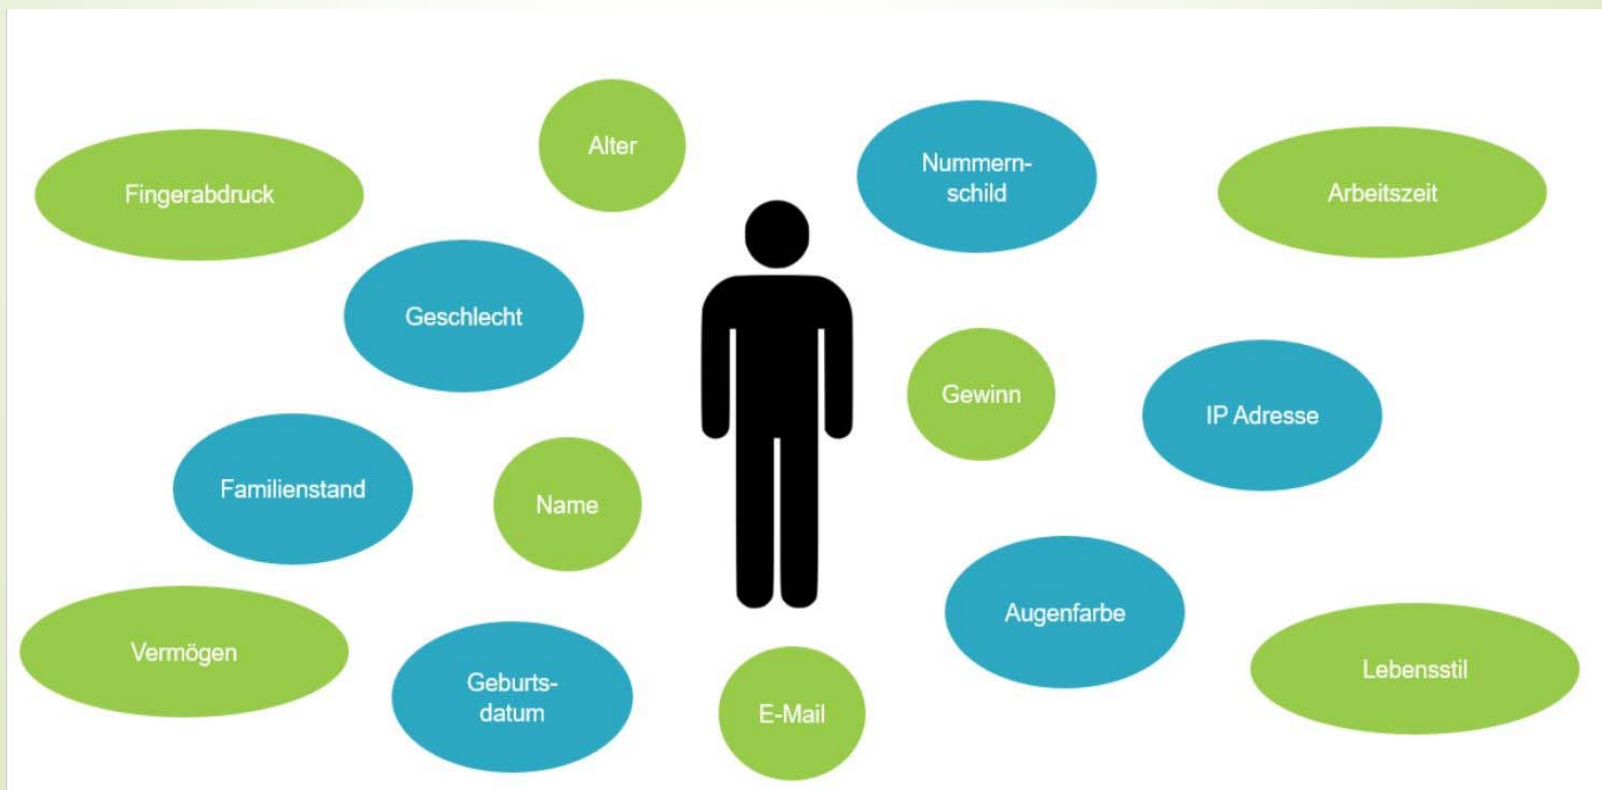 Alter
Nummern-
schild
Fingerabdruck
Arbeitszeit
Geschlecht
Gewinn
IP Adresse
Familienstand
Name
Augenfarbe
Vermögen
Lebensstil
Geburts-
datum
E-Mail